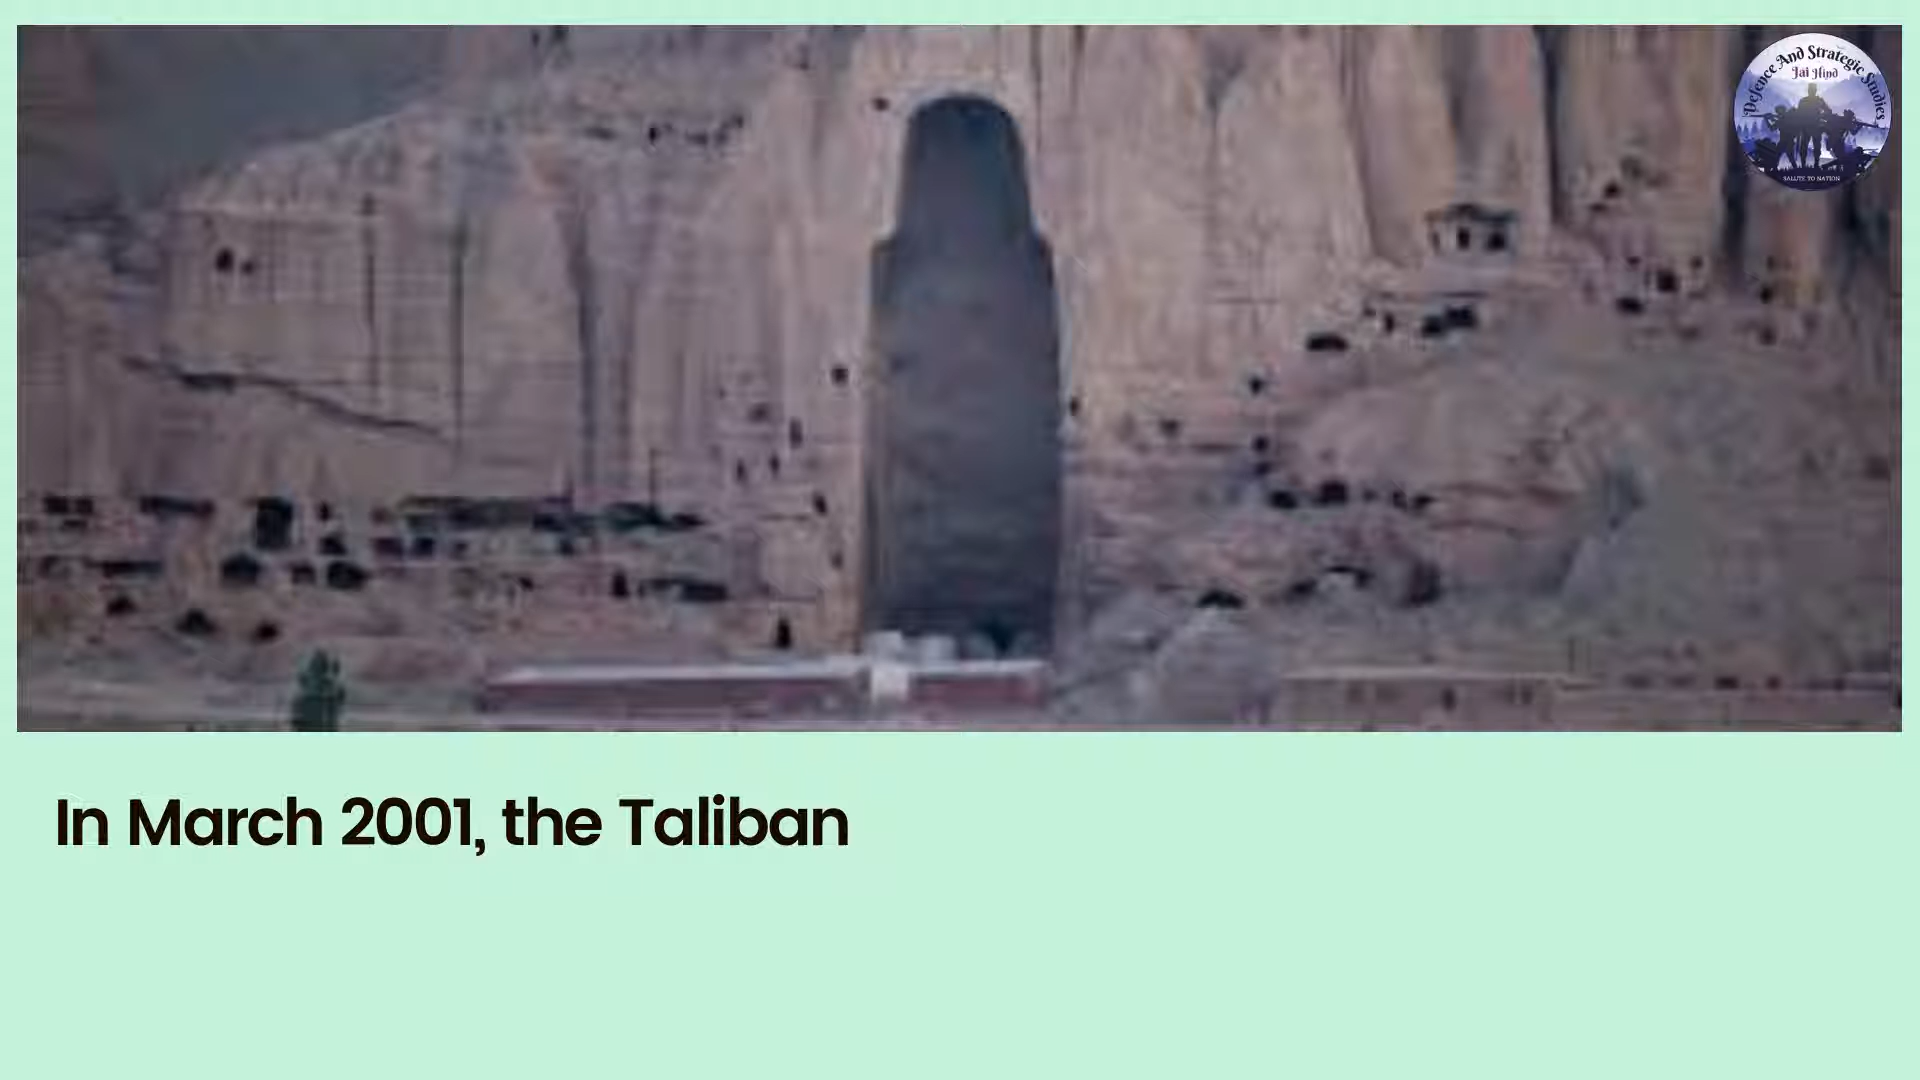 Defence And Strategic Studies
Jai Hind
SALUTE TO NATION
In March 2001, the Taliban